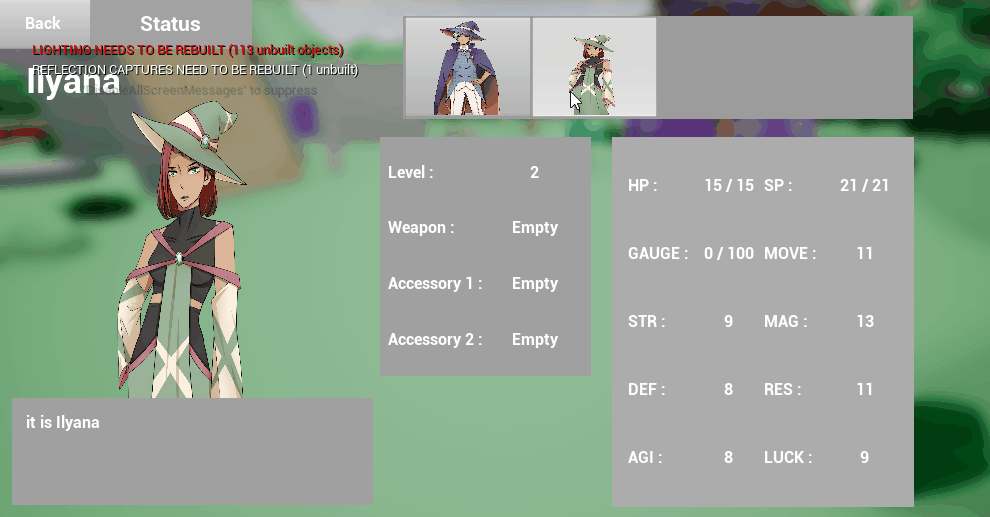 Back
Status
LIGHTING NEEDS TO BE REBUILT (113 unbuilt objects)
REFLECTION CAPTURES NEED TO BE REBUILT (1 unbuilt)
Ilyana
AllScreenMessages' to suppress
Level : 2
Weapon : Empty
Accessory 1 : Empty
Accessory 2 : Empty
HP : 15 / 15 SP : 21 / 21
GAUGE : 0 / 100 MOVE : 11
STR : 9 MAG : 13
DEF : 8 RES : 11
AGI : 8 LUCK : 9
it is Ilyana